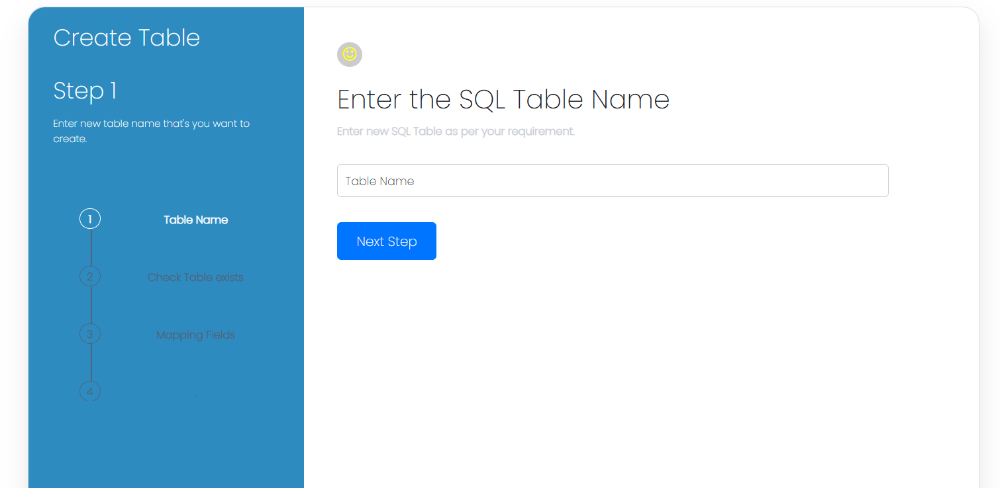 Create Table
Step 1
Enter new table name that's you want to
create.
1 Table Name
2 Check Table exists
3 Mapping Fields
4 .
Enter the SQL Table Name
Enter new SQL Table as per your requirement.
Table Name
Next Step